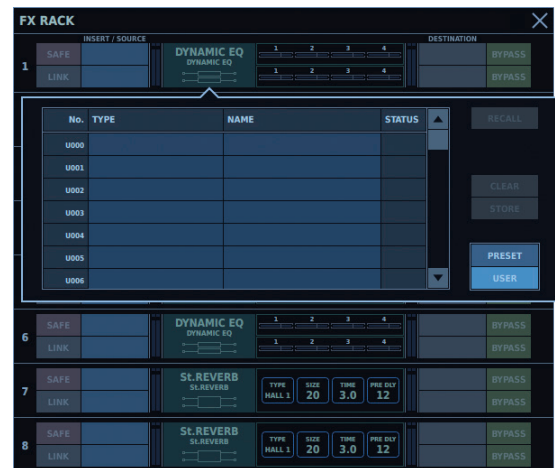 FX RACK
INSERT / SOURCE DESTINATION
1 SAFE DYNAMIC EQ 1 2 3 4 BYPASS
DYNAMIC EQ
LINK 1 2 3 4 BYPASS
No. TYPE NAME STATUS RECALL
U000
U001
U002 CLEAR
U003 STORE
U004
U005 PRESET
U006 USER
6 SAFE DYNAMIC EQ 1 2 3 4 BYPASS
DYNAMIC EQ
LINK 1 2 3 4 BYPASS
7 SAFE St.REVERB BYPASS
St.REVERB TYPE SIZE TIME PRE DLY
LINK HALL 1 20 3.0 12 BYPASS
8 SAFE St.REVERB BYPASS
St.REVERB TYPE SIZE TIME PRE DLY
LINK HALL 1 20 3.0 12 BYPASS